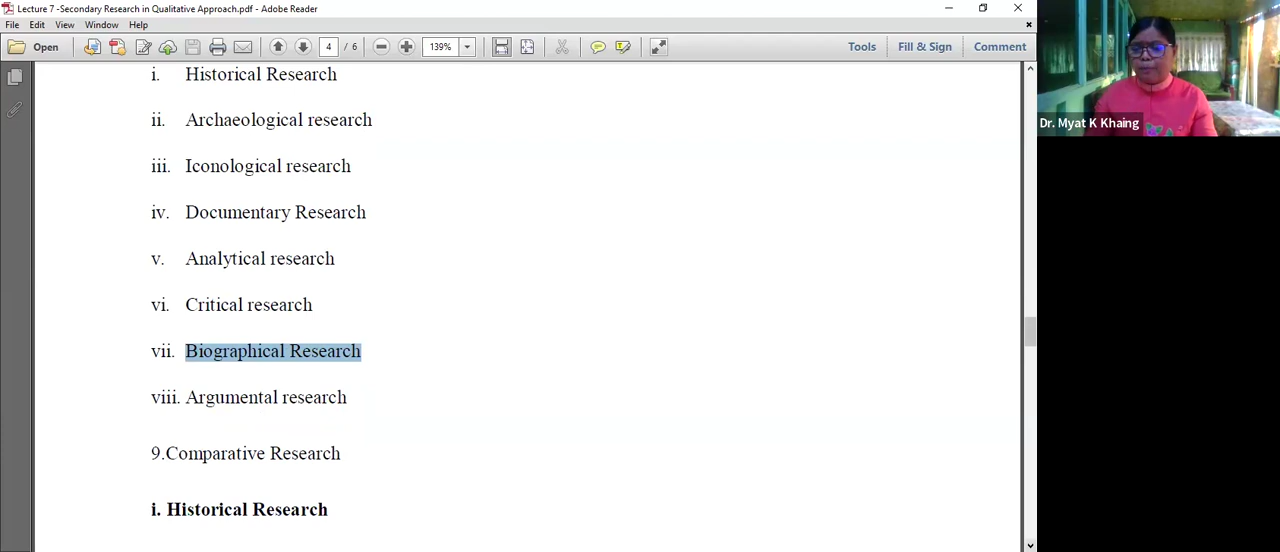 Lecture 7 -Secondary Research in Qualitative Approach.pdf - Adobe Reader
File Edit View Window Help
Open 4 / 6 139% Tools Fill & Sign Comment
i. Historical Research
ii. Archaeological research
iii. Iconological research
iv. Documentary Research
v. Analytical research
vi. Critical research
vii. Biographical Research
viii. Argumental research
9.Comparative Research
i. Historical Research
Dr. Myat K Khaing